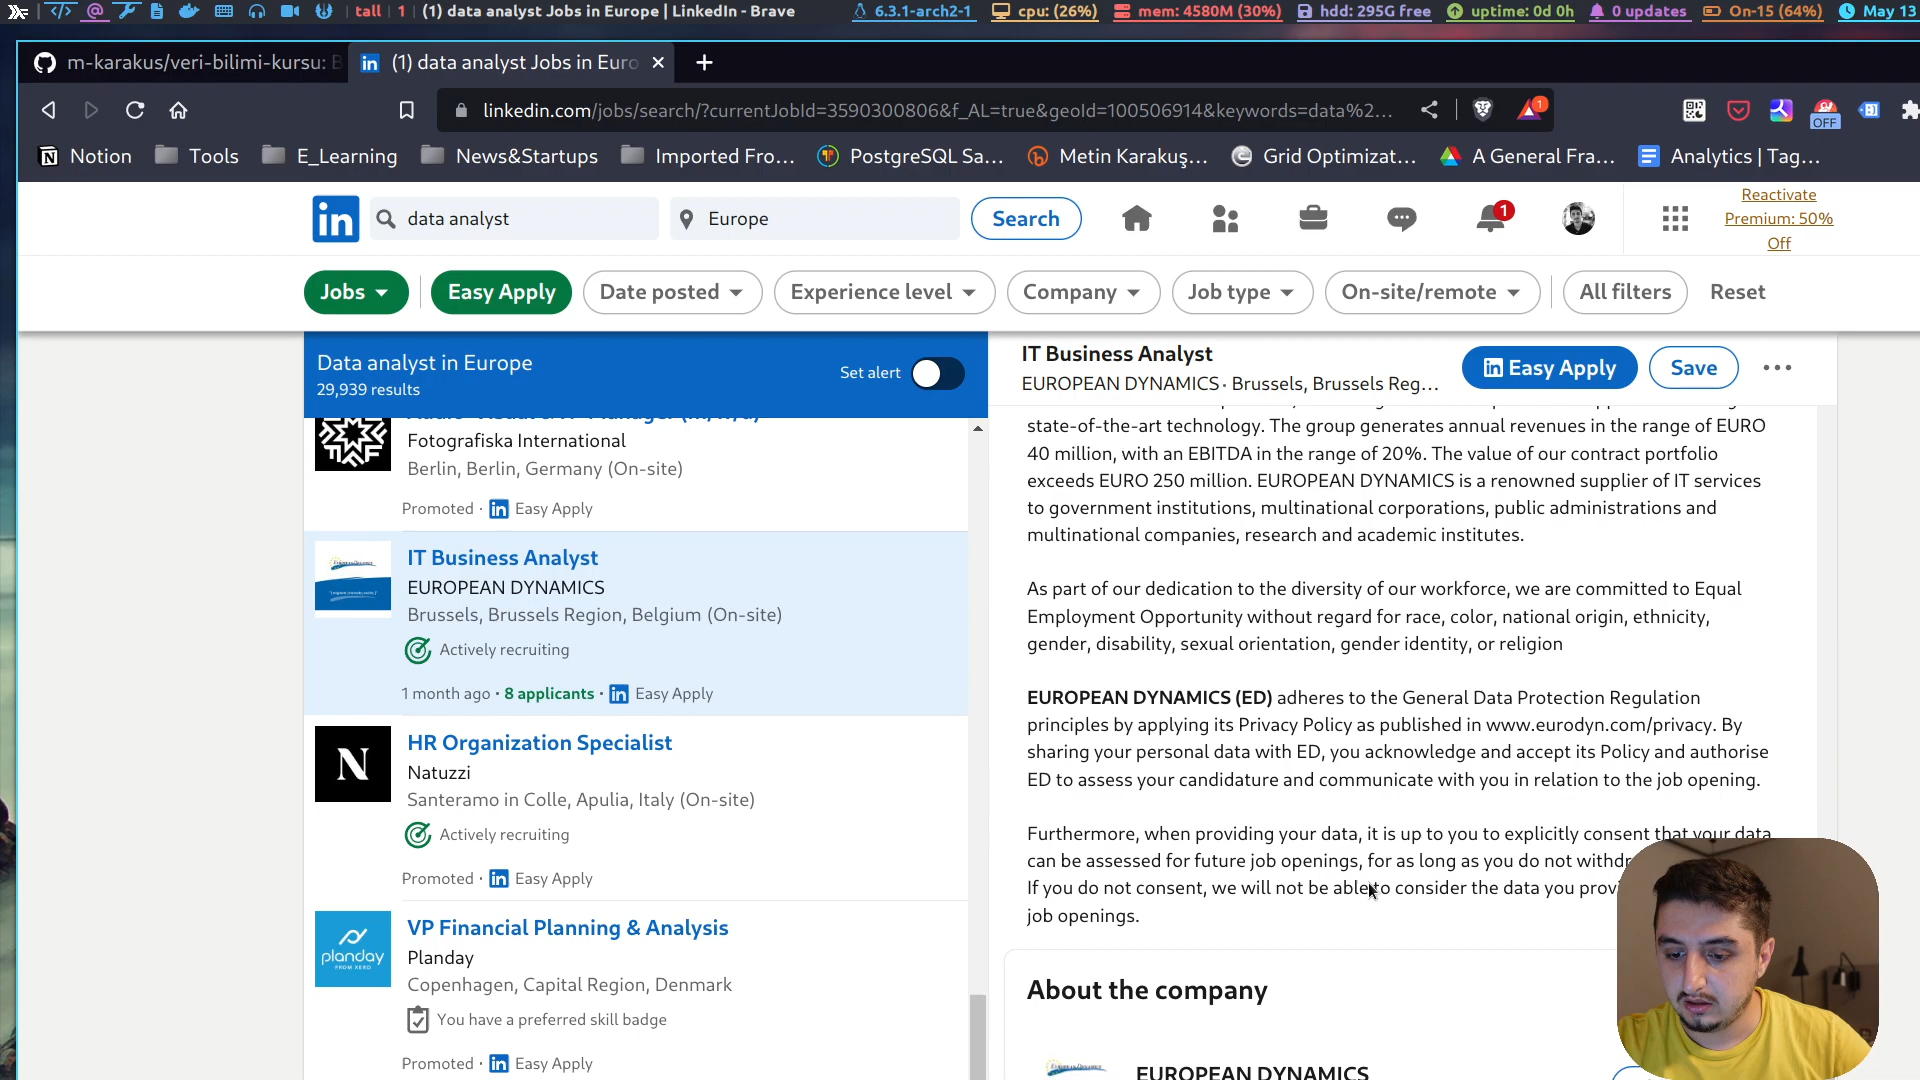 tall 1 (1) data analyst Jobs in Europe | LinkedIn - Brave 6.3.1-arch2-1 cpu: (26%) mem: 4580M (30%) hdd: 295G free uptime: 0d 0h 0 updates On-15 (64%) May 13
m-karakus/veri-bilimi-kursu: (1) data analyst Jobs in Euro
linkedin.com/jobs/search/?currentJobId=3590300806&f_AL=true&geoId=100506914&keywords=data%2... 1 OFF
Notion Tools E_Learning News&Startups Imported Fro... PostgreSQL Sa... Metin Karakuş,... Grid Optimizat... A General Fra... Analytics | Tag...
in data analyst Europe Search 1
Reactivate
Premium: 50%
Off
Jobs Easy Apply Date posted Experience level Company Job type On-site/remote All filters Reset
Data analyst in Europe
29,939 results
Set alert
Fotografiska International
Berlin, Berlin, Germany (On-site)
Promoted · in Easy Apply
IT Business Analyst
EUROPEAN DYNAMICS
Brussels, Brussels Region, Belgium (On-site)
Actively recruiting
1 month ago · 8 applicants · in Easy Apply
N
HR Organization Specialist
Natuzzi
Santeramo in Colle, Apulia, Italy (On-site)
Actively recruiting
Promoted · in Easy Apply
planday
FROM XERO
VP Financial Planning & Analysis
Planday
Copenhagen, Capital Region, Denmark
You have a preferred skill badge
Promoted · in Easy Apply
IT Business Analyst
EUROPEAN DYNAMICS · Brussels, Brussels Reg...
in Easy Apply Save
state-of-the-art technology. The group generates annual revenues in the range of EURO
40 million, with an EBITDA in the range of 20%. The value of our contract portfolio
exceeds EURO 250 million. EUROPEAN DYNAMICS is a renowned supplier of IT services
to government institutions, multinational corporations, public administrations and
multinational companies, research and academic institutes.
As part of our dedication to the diversity of our workforce, we are committed to Equal
Employment Opportunity without regard for race, color, national origin, ethnicity,
gender, disability, sexual orientation, gender identity, or religion
EUROPEAN DYNAMICS (ED) adheres to the General Data Protection Regulation
principles by applying its Privacy Policy as published in www.eurodyn.com/privacy. By
sharing your personal data with ED, you acknowledge and accept its Policy and authorise
ED to assess your candidature and communicate with you in relation to the job opening.
Furthermore, when providing your data, it is up to you to explicitly consent that your data
can be assessed for future job openings, for as long as you do not
If you do not consent, we will not be able to consider the data you
job openings.
About the company
EUROPEAN DYNAMICS